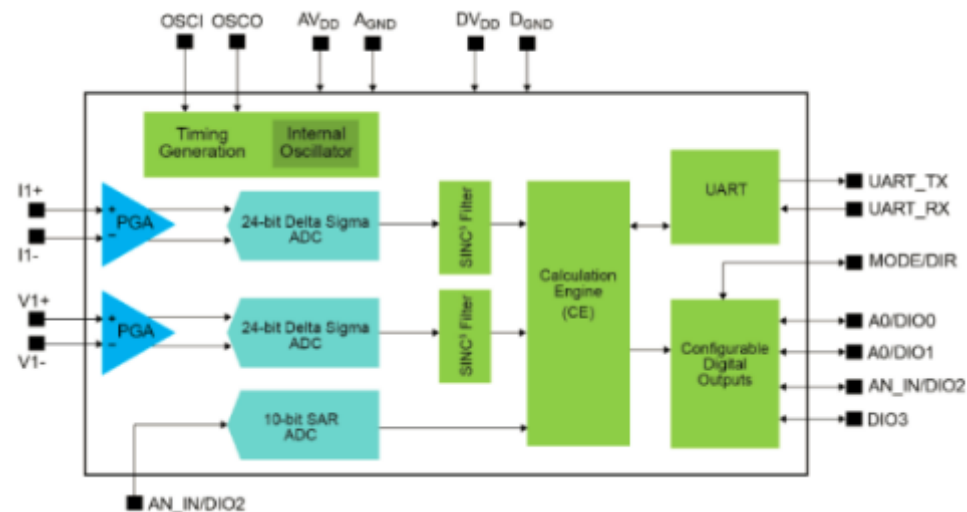 OSCI OSCO AVDD AGND DVDD DGND
Timing
Generation
Internal
Oscillator
I1+
I1-
PGA
+
−
24-bit Delta Sigma
ADC
SINC³ Filter
V1+
V1-
PGA
+
−
24-bit Delta Sigma
ADC
SINC³ Filter
10-bit SAR
ADC
AN_IN/DIO2
Calculation
Engine
(CE)
UART
UART_TX
UART_RX
MODE/DIR
Configurable
Digital
Outputs
A0/DIO0
A0/DIO1
AN_IN/DIO2
DIO3